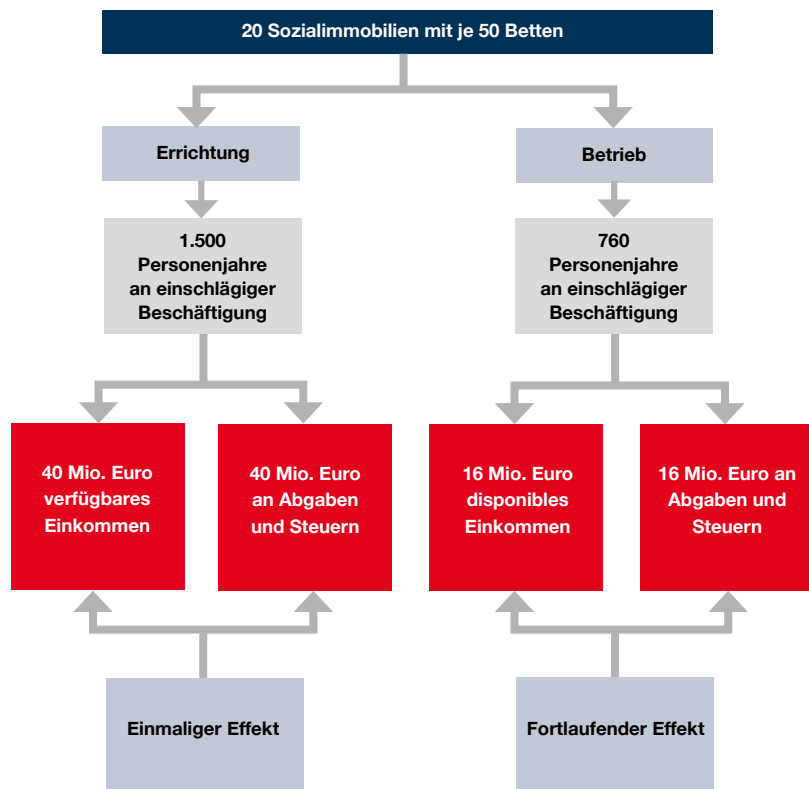 20 Sozialimmobilien mit je 50 Betten
Errichtung
Betrieb
1.500
Personenjahre
an einschlägiger
Beschäftigung
760
Personenjahre
an einschlägiger
Beschäftigung
40 Mio. Euro
verfügbares
Einkommen
40 Mio. Euro
an Abgaben
und Steuern
16 Mio. Euro
disponibles
Einkommen
16 Mio. Euro an
Abgaben und
Steuern
Einmaliger Effekt
Fortlaufender Effekt